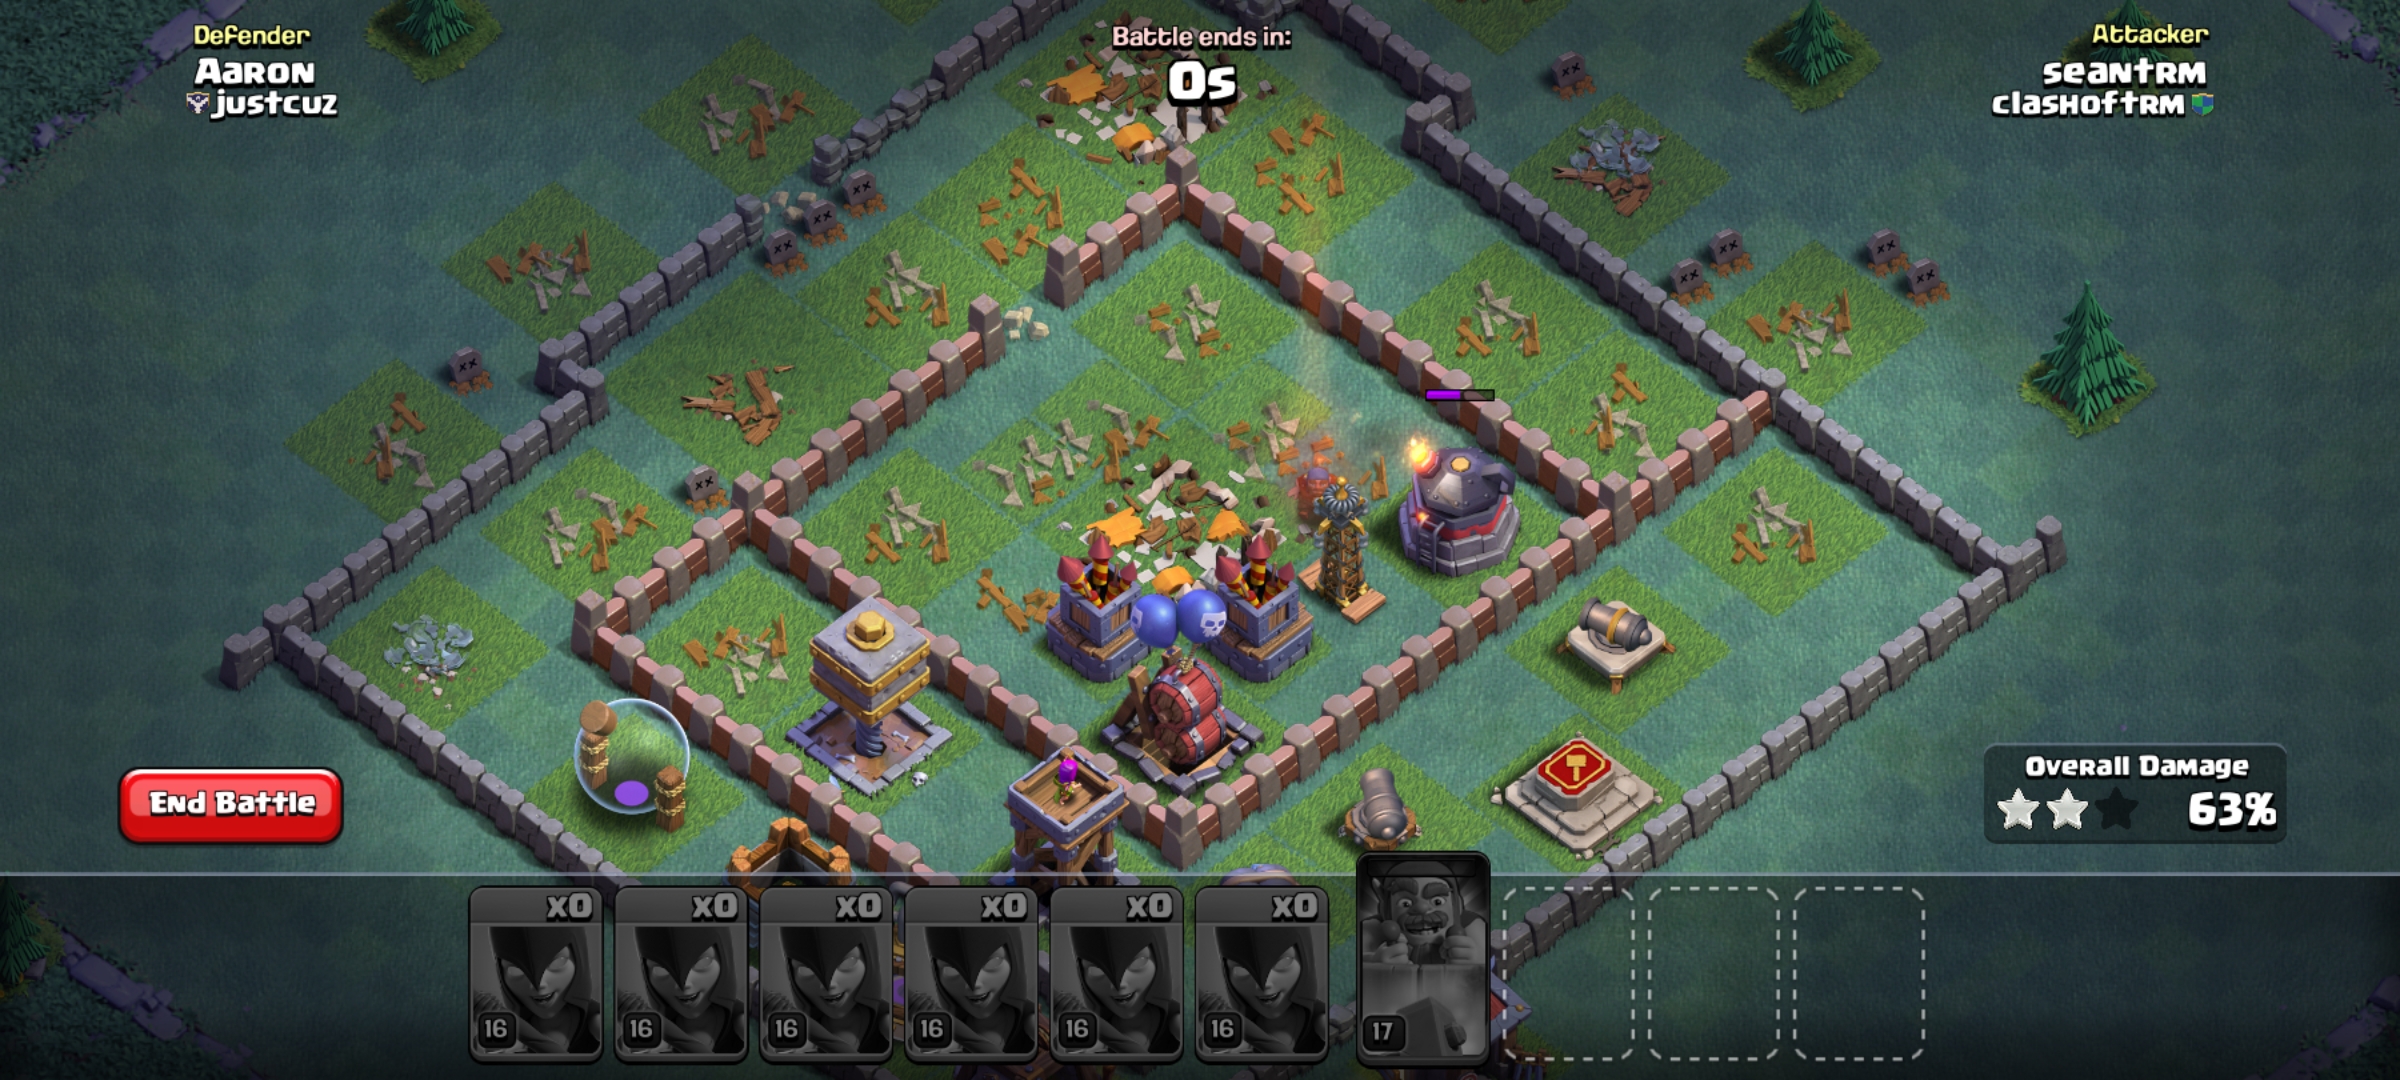 Defender
Aaron
justcuz
Battle ends in:
0s
Attacker
seantRM
clashoftRM
End Battle
Overall Damage
63%
x0 x0 x0 x0 x0 x0
16 16 16 16 16 16 17